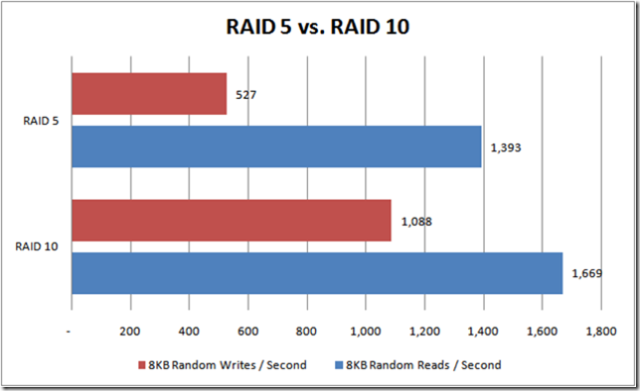 RAID 5 vs. RAID 10
527
RAID 5
1,393
1,088
RAID 10
1,669
- 200 400 600 800 1,000 1,200 1,400 1,600 1,800
8KB Random Writes / Second 8KB Random Reads / Second